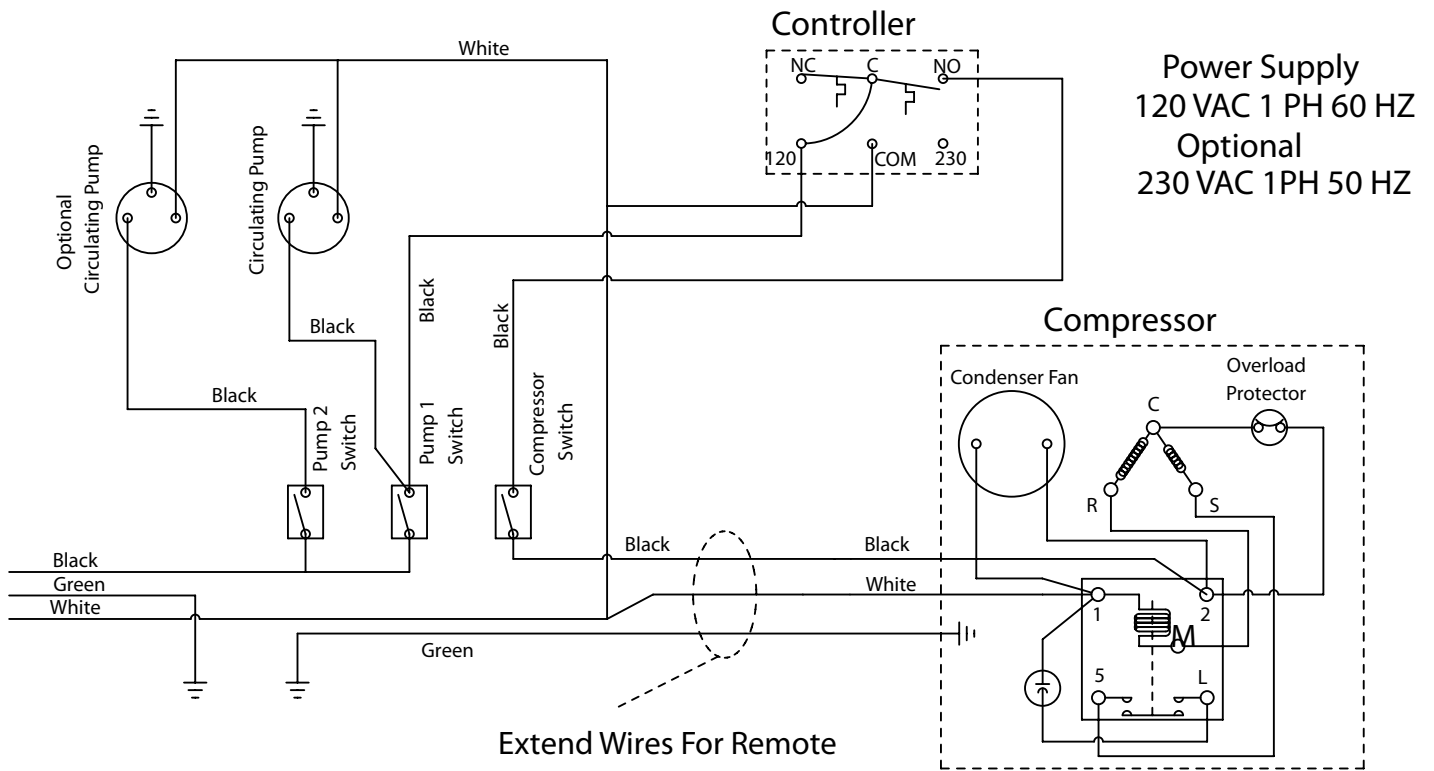 Controller
White
NC
C
NO
Power Supply
120 VAC 1 PH 60 HZ
Optional
230 VAC 1PH 50 HZ
120
COM
230
Optional
Circulating Pump
Circulating Pump
Black
Black
Black
Black
Pump 2
Switch
Pump 1
Switch
Compressor
Switch
Compressor
Condenser Fan
Overload
Protector
C
R
S
Black
Green
White
Black
Black
White
1
2
M
5
L
Green
Extend Wires For Remote